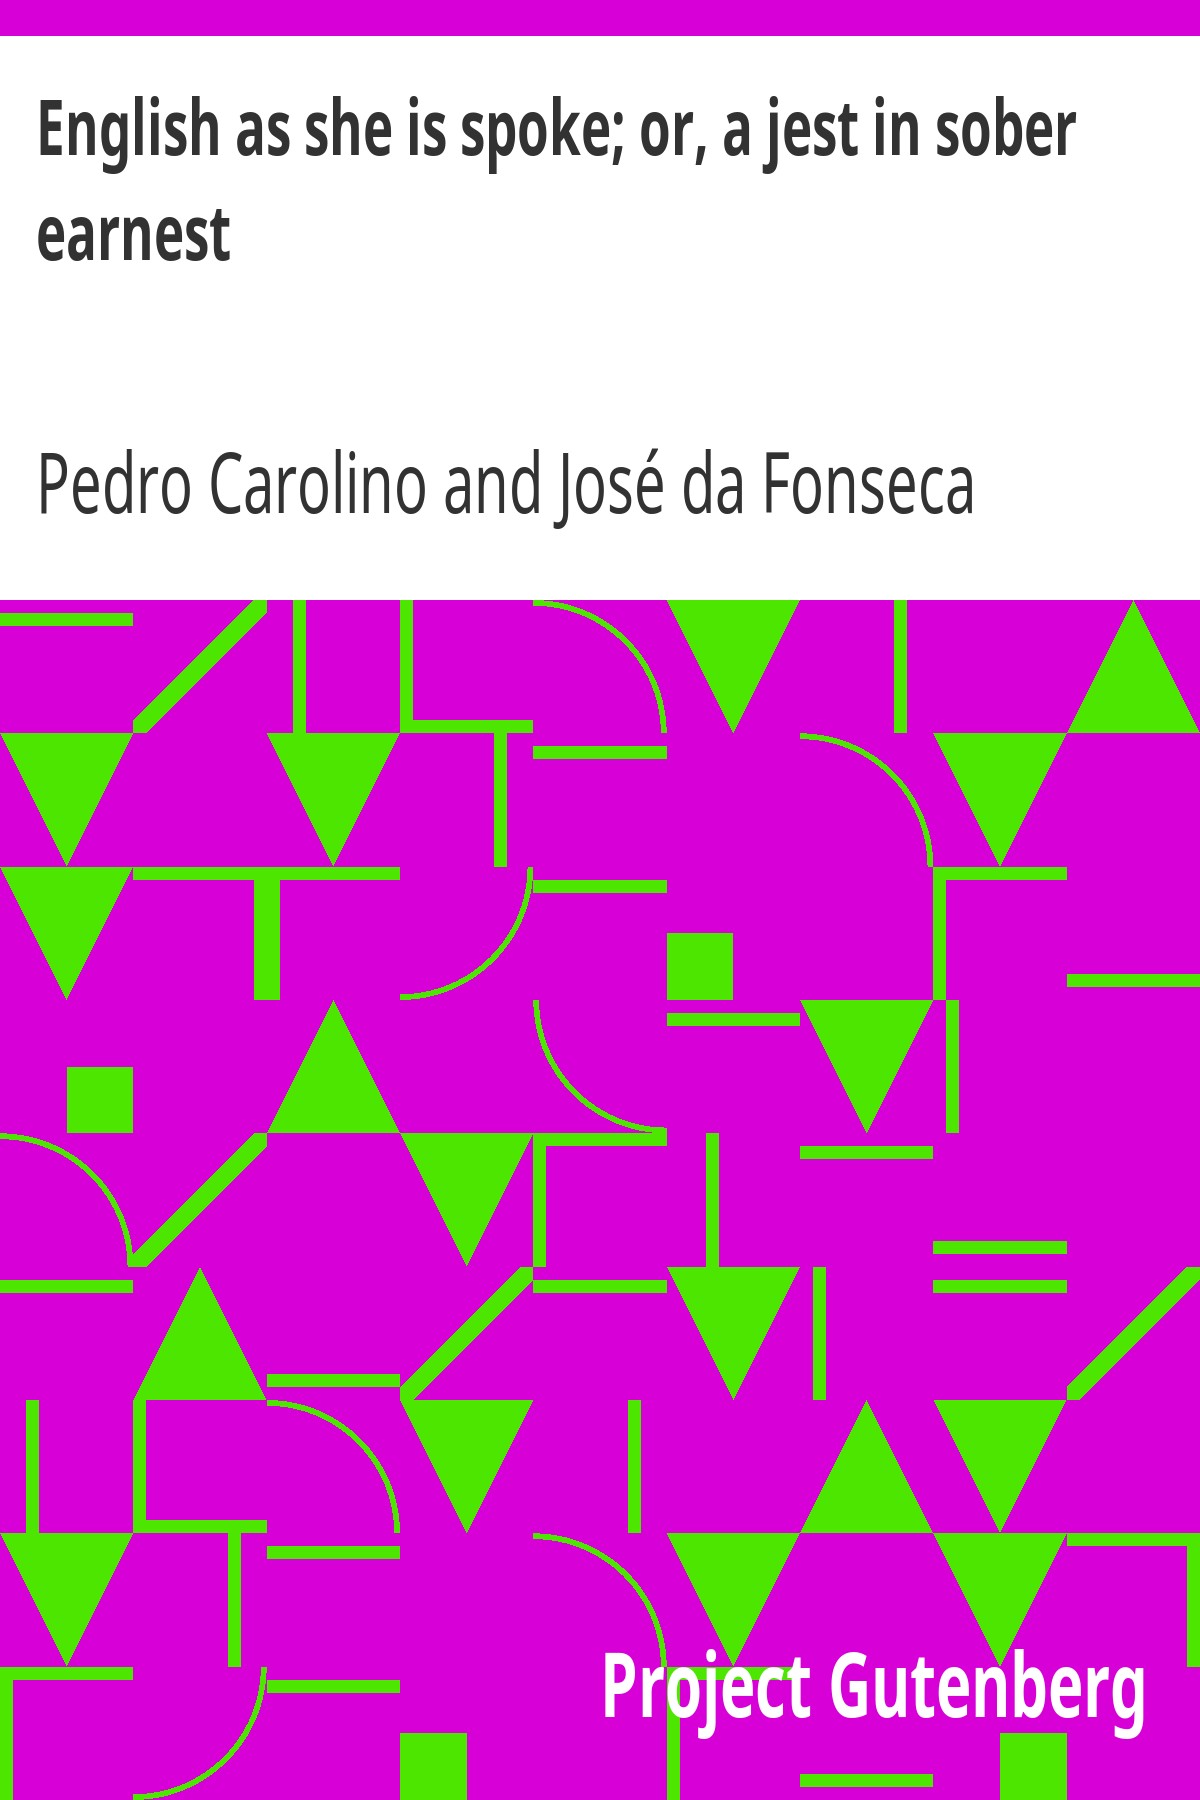 English as she is spoke; or, a jest in sober
earnest
Pedro Carolino and José da Fonseca
Project Gutenberg